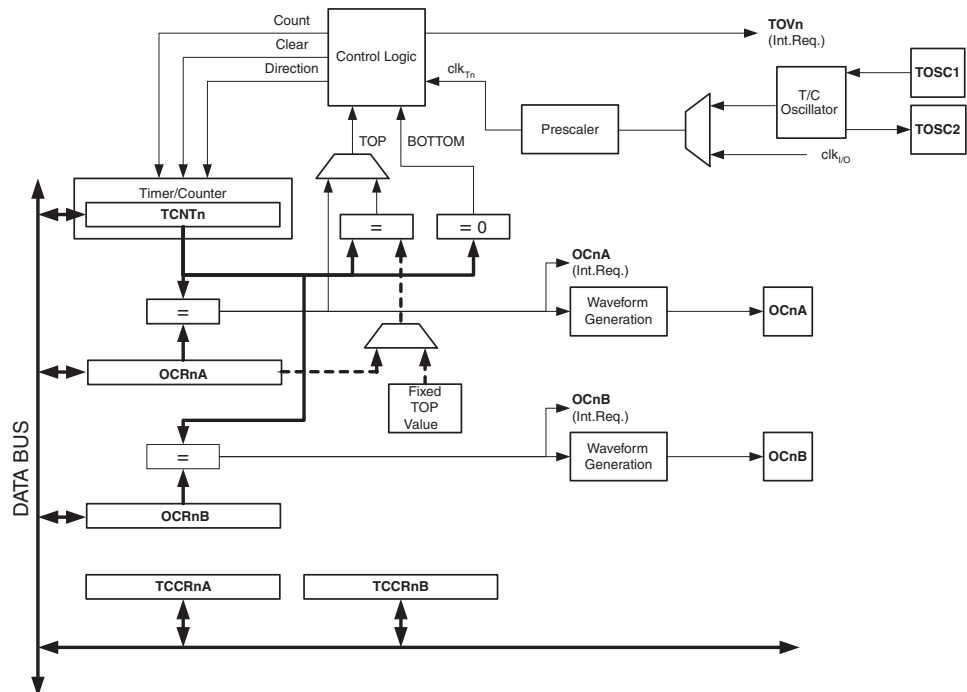 Count
Clear
Direction
Control Logic
TOVn
(Int.Req.)
clkTn
TOSC1
T/C
Oscillator
TOSC2
Prescaler
clkI/O
TOP
BOTTOM
Timer/Counter
TCNTn
=
= 0
OCnA
(Int.Req.)
=
Waveform
Generation
OCnA
OCRnA
Fixed
TOP
Value
OCnB
(Int.Req.)
=
Waveform
Generation
OCnB
OCRnB
DATA BUS
TCCRnA
TCCRnB